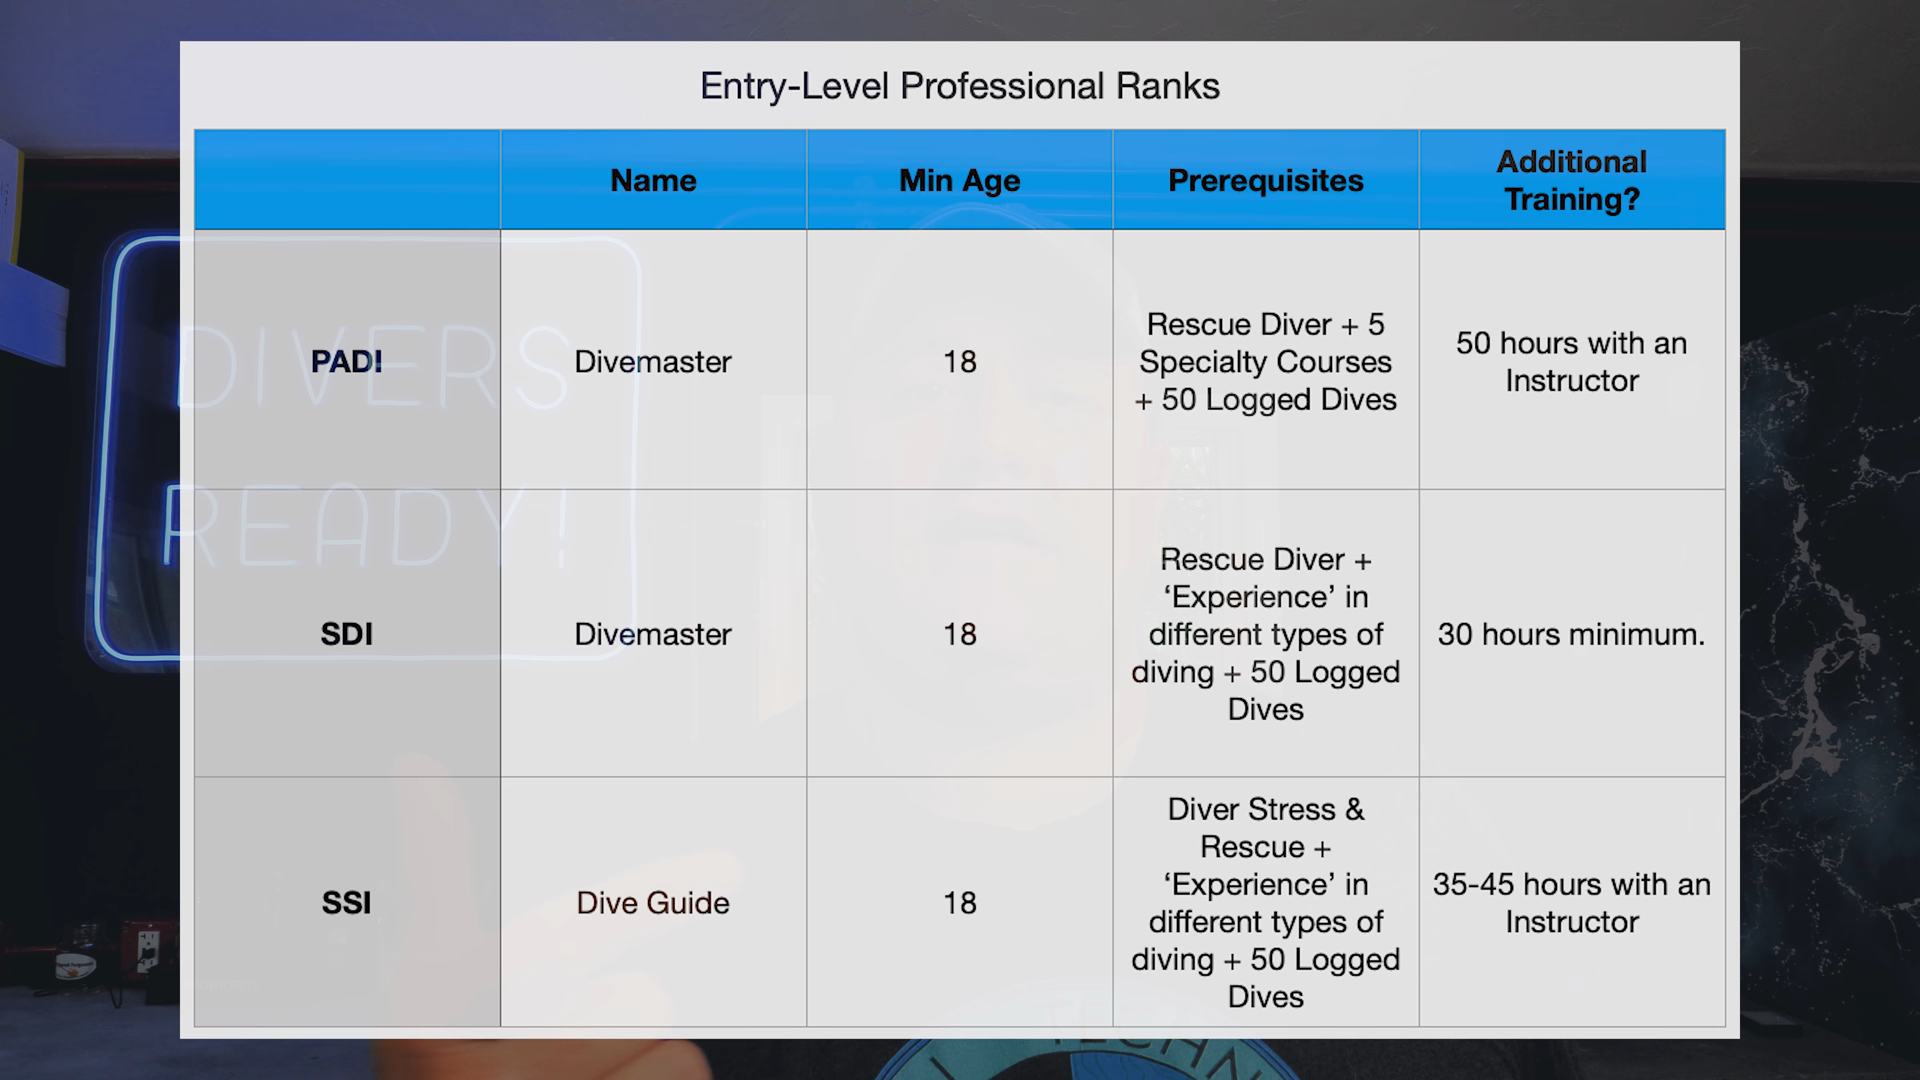 Entry-Level Professional Ranks
Name
Min Age
Prerequisites
Additional
Training?
PADI
Divemaster
18
Rescue Diver + 5
Specialty Courses
+ 50 Logged Dives
50 hours with an
Instructor
SDI
Divemaster
18
Rescue Diver +
‘Experience’ in
different types of
diving + 50 Logged
Dives
30 hours minimum.
SSI
Dive Guide
18
Diver Stress &
Rescue +
‘Experience’ in
different types of
diving + 50 Logged
Dives
35-45 hours with an
Instructor
DIVERS
READY!